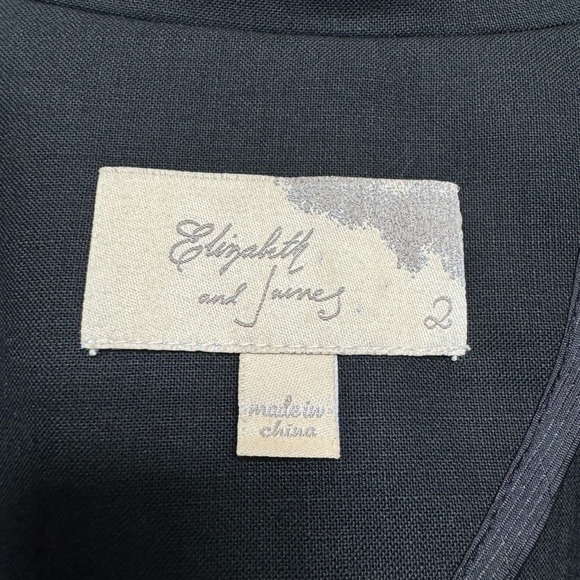 Elizabeth
and James
2
made in
china